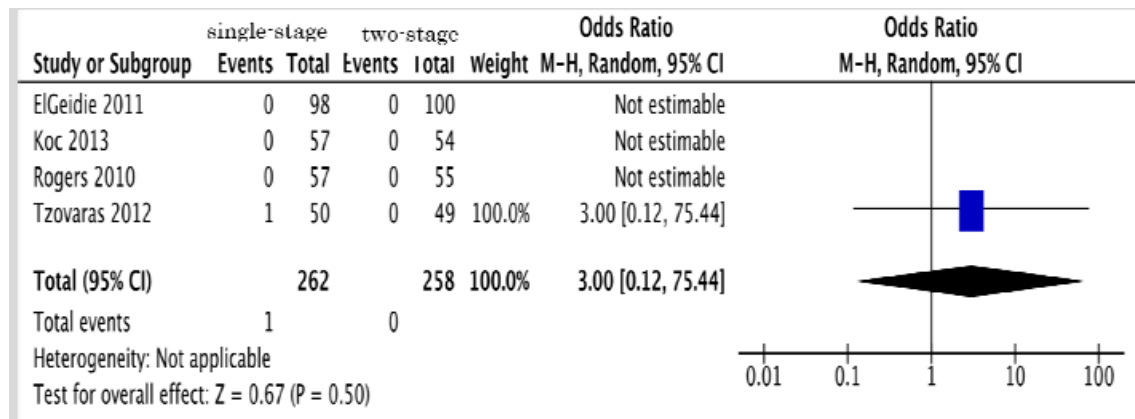 single-stage two-stage Odds Ratio Odds Ratio
Study or Subgroup Events Total Events Total Weight M-H, Random, 95% CI M-H, Random, 95% CI
ElGeidie 2011 0 98 0 100 Not estimable
Koc 2013 0 57 0 54 Not estimable
Rogers 2010 0 57 0 55 Not estimable
Tzovaras 2012 1 50 0 49 100.0% 3.00 [0.12, 75.44]
Total (95% CI) 262 258 100.0% 3.00 [0.12, 75.44]
Total events 1 0
Heterogeneity: Not applicable
Test for overall effect: Z = 0.67 (P = 0.50)
0.01 0.1 1 10 100